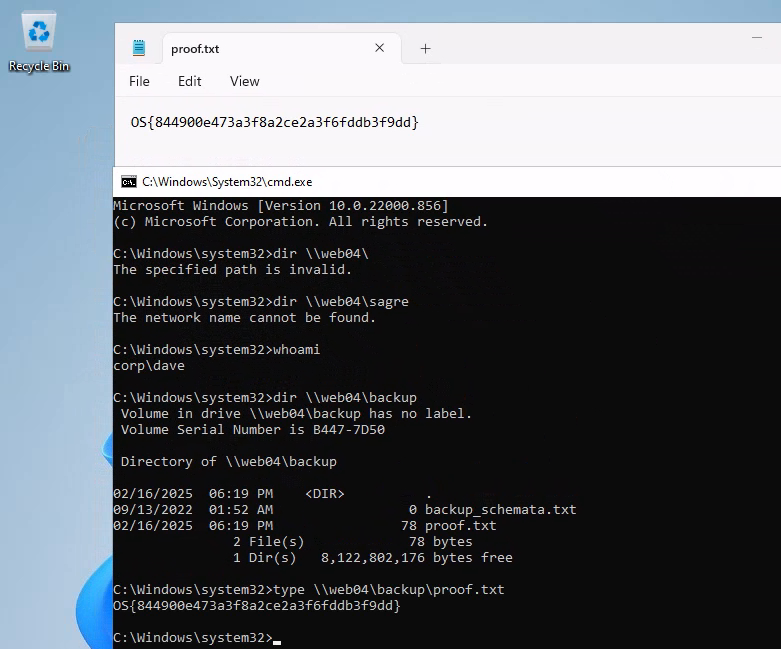 Recycle Bin
proof.txt
File Edit View
OS{844900e473a3f8a2ce2a3f6fddb3f9dd}
C:\Windows\System32\cmd.exe
Microsoft Windows [Version 10.0.22000.856]
(c) Microsoft Corporation. All rights reserved.
C:\Windows\system32>dir \\web04\
The specified path is invalid.
C:\Windows\system32>dir \\web04\sagre
The network name cannot be found.
C:\Windows\system32>whoami
corp\dave
C:\Windows\system32>dir \\web04\backup
Volume in drive \\web04\backup has no label.
Volume Serial Number is B447-7D50
Directory of \\web04\backup
02/16/2025 06:19 PM <DIR> .
09/13/2022 01:52 AM 0 backup_schemata.txt
02/16/2025 06:19 PM 78 proof.txt
2 File(s) 78 bytes
1 Dir(s) 8,122,802,176 bytes free
C:\Windows\system32>type \\web04\backup\proof.txt
OS{844900e473a3f8a2ce2a3f6fddb3f9dd}
C:\Windows\system32>